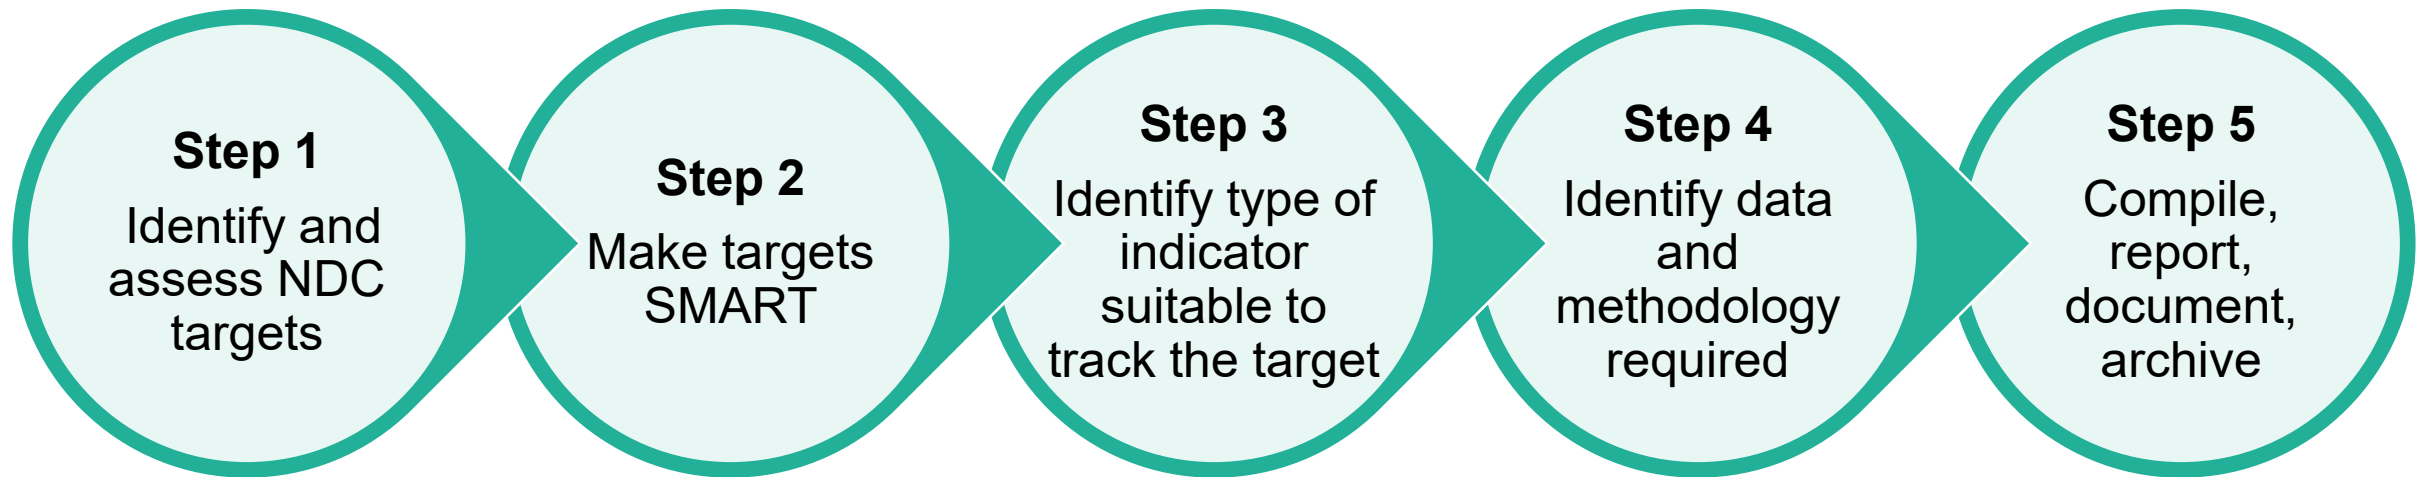 Step 1
Identify and
assess NDC
targets
Step 2
Make targets
SMART
Step 3
Identify type of
indicator
suitable to
track the target
Step 4
Identify data
and
methodology
required
Step 5
Compile,
report,
document,
archive